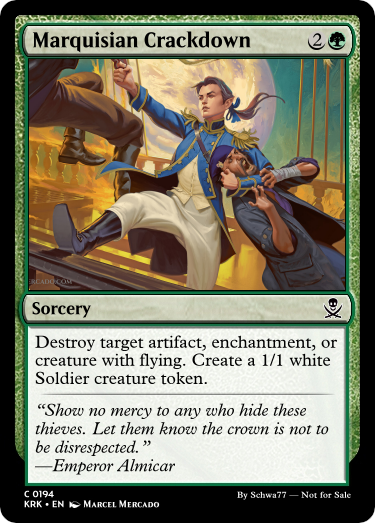 Marquisian Crackdown 2
Sorcery
Destroy target artifact, enchantment, or
creature with flying. Create a 1/1 white
Soldier creature token.
“Show no mercy to any who hide these
thieves. Let them know the crown is not to
be disrespected.”
—Emperor Almicar
C 0194
KRK • EN Marcel Mercado
By Schwa77 — Not for Sale